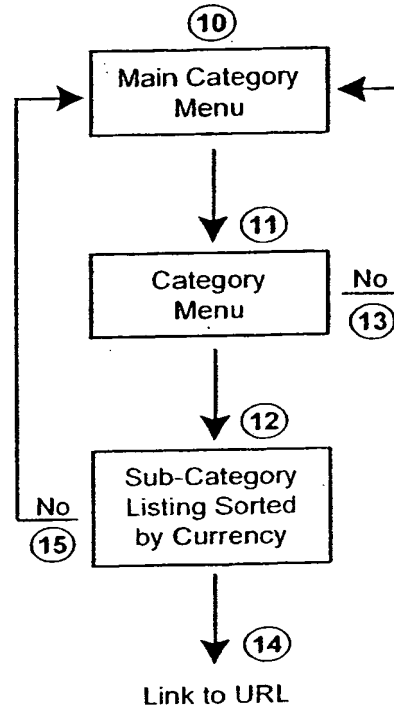 10
Main Category
Menu
11
Category
Menu
No
13
12
Sub-Category
Listing Sorted
by Currency
No
15
14
Link to URL